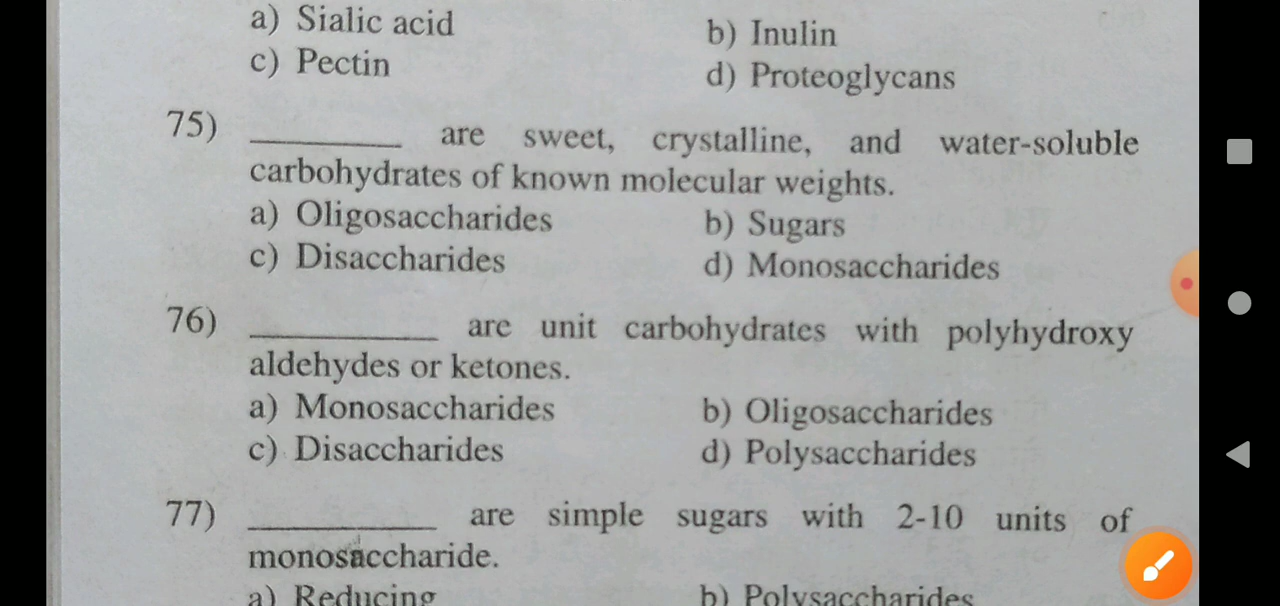 a) Sialic acid b) Inulin
c) Pectin d) Proteoglycans
75) ________ are sweet, crystalline, and water-soluble
carbohydrates of known molecular weights.
a) Oligosaccharides b) Sugars
c) Disaccharides d) Monosaccharides
76) ________ are unit carbohydrates with polyhydroxy
aldehydes or ketones.
a) Monosaccharides b) Oligosaccharides
c) Disaccharides d) Polysaccharides
77) ________ are simple sugars with 2-10 units of
monosaccharide.
a) Reducing b) Polysaccharides